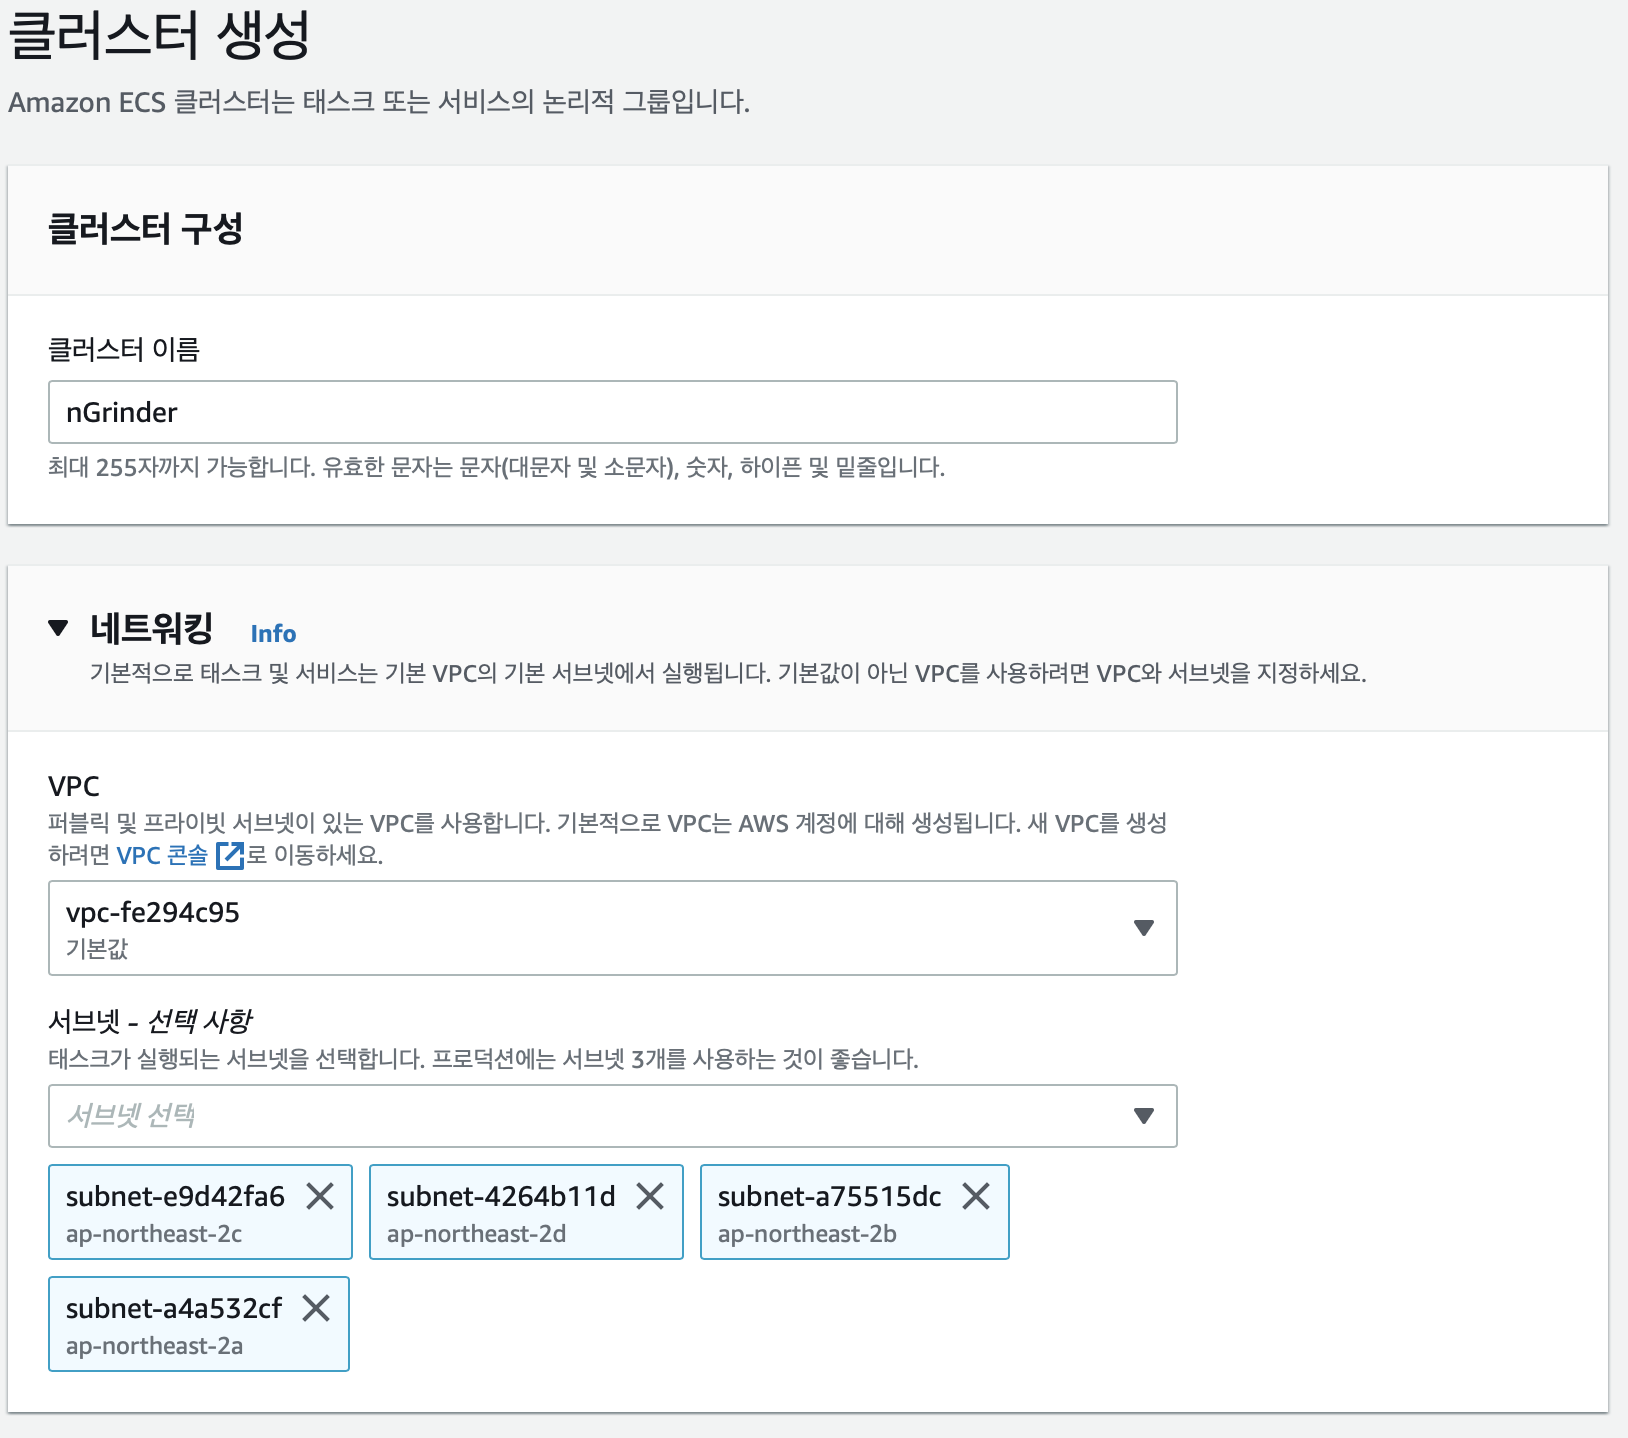 클러스터 생성
Amazon ECS 클러스터는 태스크 또는 서비스의 논리적 그룹입니다.
클러스터 구성
클러스터 이름
nGrinder
최대 255자까지 가능합니다. 유효한 문자는 문자(대문자 및 소문자), 숫자, 하이픈 및 밑줄입니다.
네트워킹 Info
기본적으로 태스크 및 서비스는 기본 VPC의 기본 서브넷에서 실행됩니다. 기본값이 아닌 VPC를 사용하려면 VPC와 서브넷을 지정하세요.
VPC
퍼블릭 및 프라이빗 서브넷이 있는 VPC를 사용합니다. 기본적으로 VPC는 AWS 계정에 대해 생성됩니다. 새 VPC를 생성
하려면 VPC 콘솔 로 이동하세요.
vpc-fe294c95
기본값
서브넷 - 선택 사항
태스크가 실행되는 서브넷을 선택합니다. 프로덕션에는 서브넷 3개를 사용하는 것이 좋습니다.
서브넷 선택
subnet-e9d42fa6 subnet-4264b11d subnet-a75515dc
ap-northeast-2c ap-northeast-2d ap-northeast-2b
subnet-a4a532cf
ap-northeast-2a